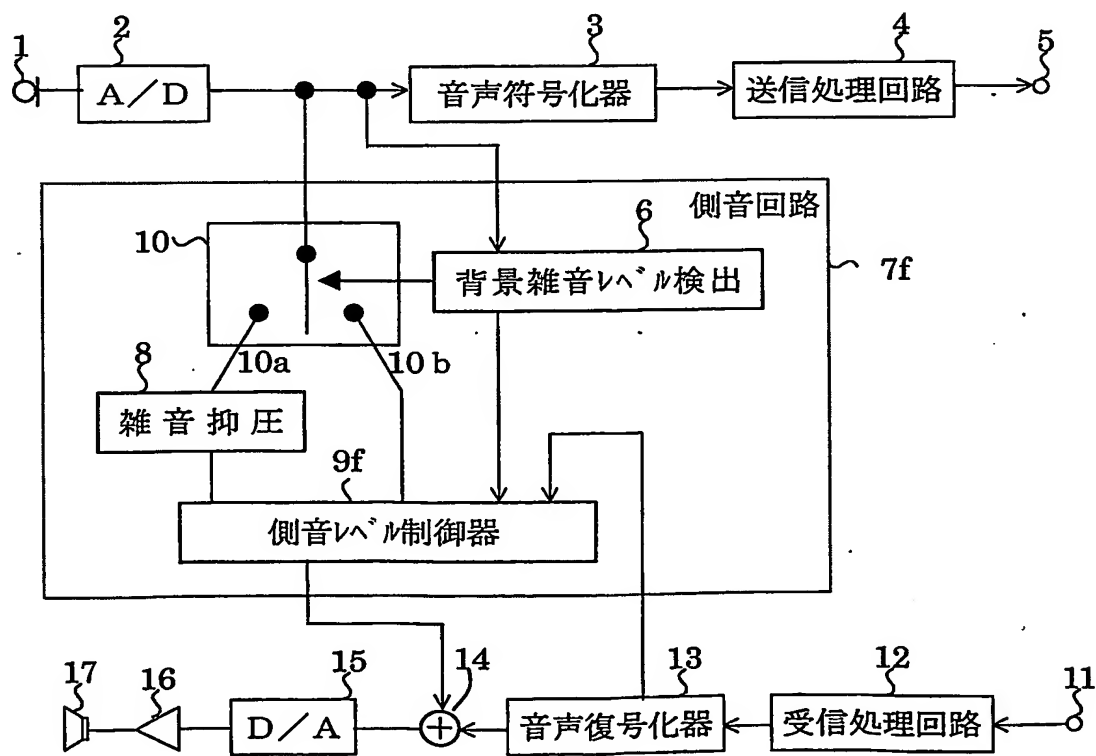 1
2
3
4
5
A／D
音声符号化器
送信処理回路
側音回路
10
6
7f
背景雑音ﾚﾍﾞﾙ検出
10a
10b
8
雑音抑圧
9f
側音ﾚﾍﾞﾙ制御器
17
16
15
14
13
12
11
D／A
音声復号化器
受信処理回路